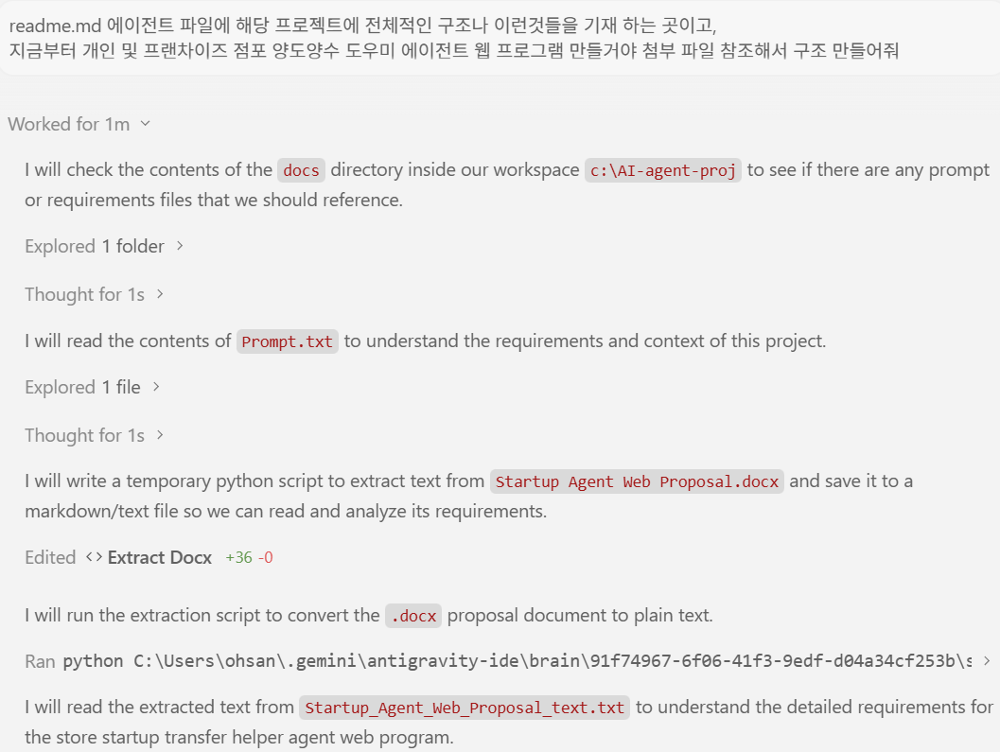 readme.md 에이전트 파일에 해당 프로젝트에 전체적인 구조나 이런것들을 기재 하는 곳이고,
지금부터 개인 및 프랜차이즈 점포 양도양수 도우미 에이전트 웹 프로그램 만들거야 첨부 파일 참조해서 구조 만들어줘
Worked for 1m
I will check the contents of the docs directory inside our workspace c:\AI-agent-proj to see if there are any prompt
or requirements files that we should reference.
Explored 1 folder
Thought for 1s
I will read the contents of Prompt.txt to understand the requirements and context of this project.
Explored 1 file
Thought for 1s
I will write a temporary python script to extract text from Startup Agent Web Proposal.docx and save it to a
markdown/text file so we can read and analyze its requirements.
Edited <> Extract Docx +36 -0
I will run the extraction script to convert the .docx proposal document to plain text.
Ran python C:\Users\ohsan\.gemini\antigravity-ide\brain\91f74967-6f06-41f3-9edf-d04a34cf253b\s
I will read the extracted text from Startup_Agent_Web_Proposal_text.txt to understand the detailed requirements for
the store startup transfer helper agent web program.